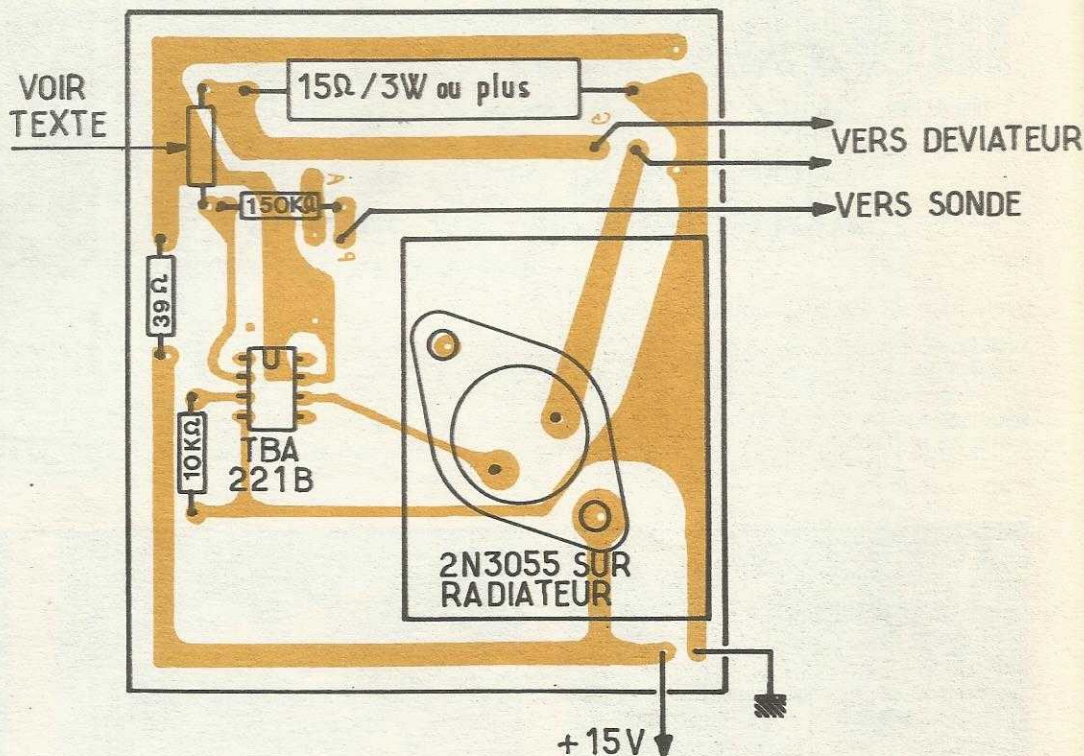 VOIR
TEXTE
15Ω/3W ou plus
VERS DEVIATEUR
A
150KΩ
VERS SONDE
39Ω
10KΩ
TBA
221B
2N3055 SUR
RADIATEUR
+15V